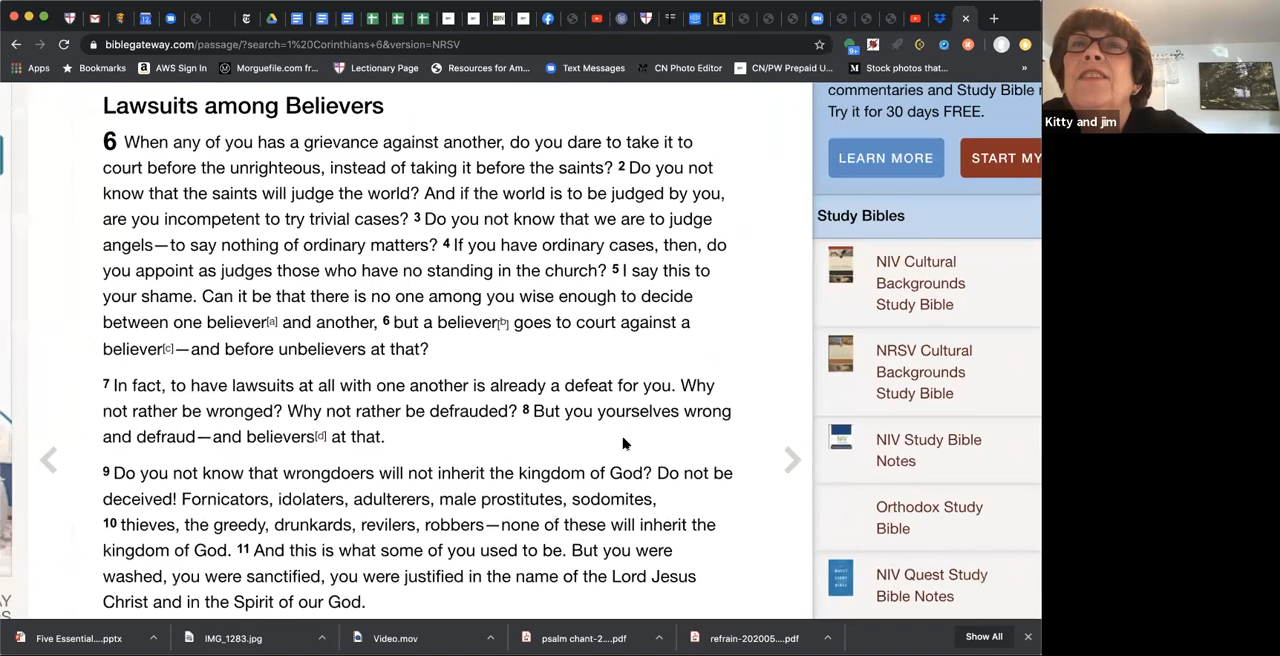 biblegateway.com/passage/?search=1%20Corinthians+6&version=NRSV
Apps Bookmarks AWS Sign In Morguefile.com fr... Lectionary Page Resources for Am... Text Messages CN Photo Editor CN/PW Prepaid U... Stock photos that... »
Lawsuits among Believers
6 When any of you has a grievance against another, do you dare to take it to
court before the unrighteous, instead of taking it before the saints? 2 Do you not
know that the saints will judge the world? And if the world is to be judged by you,
are you incompetent to try trivial cases? 3 Do you not know that we are to judge
angels—to say nothing of ordinary matters? 4 If you have ordinary cases, then, do
you appoint as judges those who have no standing in the church? 5 I say this to
your shame. Can it be that there is no one among you wise enough to decide
between one believer[a] and another, 6 but a believer[b] goes to court against a
believer[c]—and before unbelievers at that?
7 In fact, to have lawsuits at all with one another is already a defeat for you. Why
not rather be wronged? Why not rather be defrauded? 8 But you yourselves wrong
and defraud—and believers[d] at that.
9 Do you not know that wrongdoers will not inherit the kingdom of God? Do not be
deceived! Fornicators, idolaters, adulterers, male prostitutes, sodomites,
10 thieves, the greedy, drunkards, revilers, robbers—none of these will inherit the
kingdom of God. 11 And this is what some of you used to be. But you were
washed, you were sanctified, you were justified in the name of the Lord Jesus
Christ and in the Spirit of our God.
commentaries and Study Bible
Try it for 30 days FREE.
LEARN MORE START MY
Study Bibles
NIV Cultural
Backgrounds
Study Bible
NRSV Cultural
Backgrounds
Study Bible
NIV Study Bible
Notes
Orthodox Study
Bible
NIV Quest Study
Bible Notes
Kitty and jim
Five Essential....pptx IMG_1283.jpg Video.mov psalm chant-2....pdf refrain-202005....pdf Show All